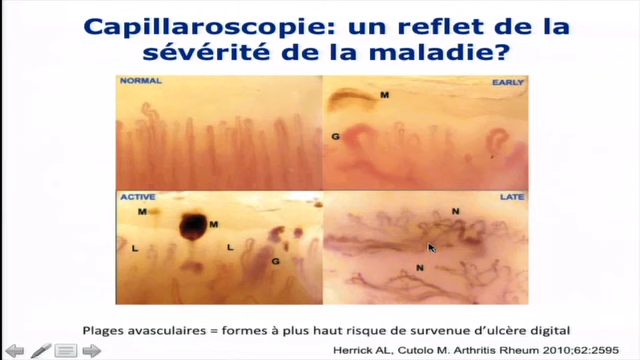 Capillaroscopie: un reflet de la
sévérité de la maladie?
NORMAL
EARLY
M
G
ACTIVE
LATE
M
M
N
L
L
G
N
Plages avasculaires = formes à plus haut risque de survenue d'ulcère digital
Herrick AL, Cutolo M. Arthritis Rheum 2010;62:2595